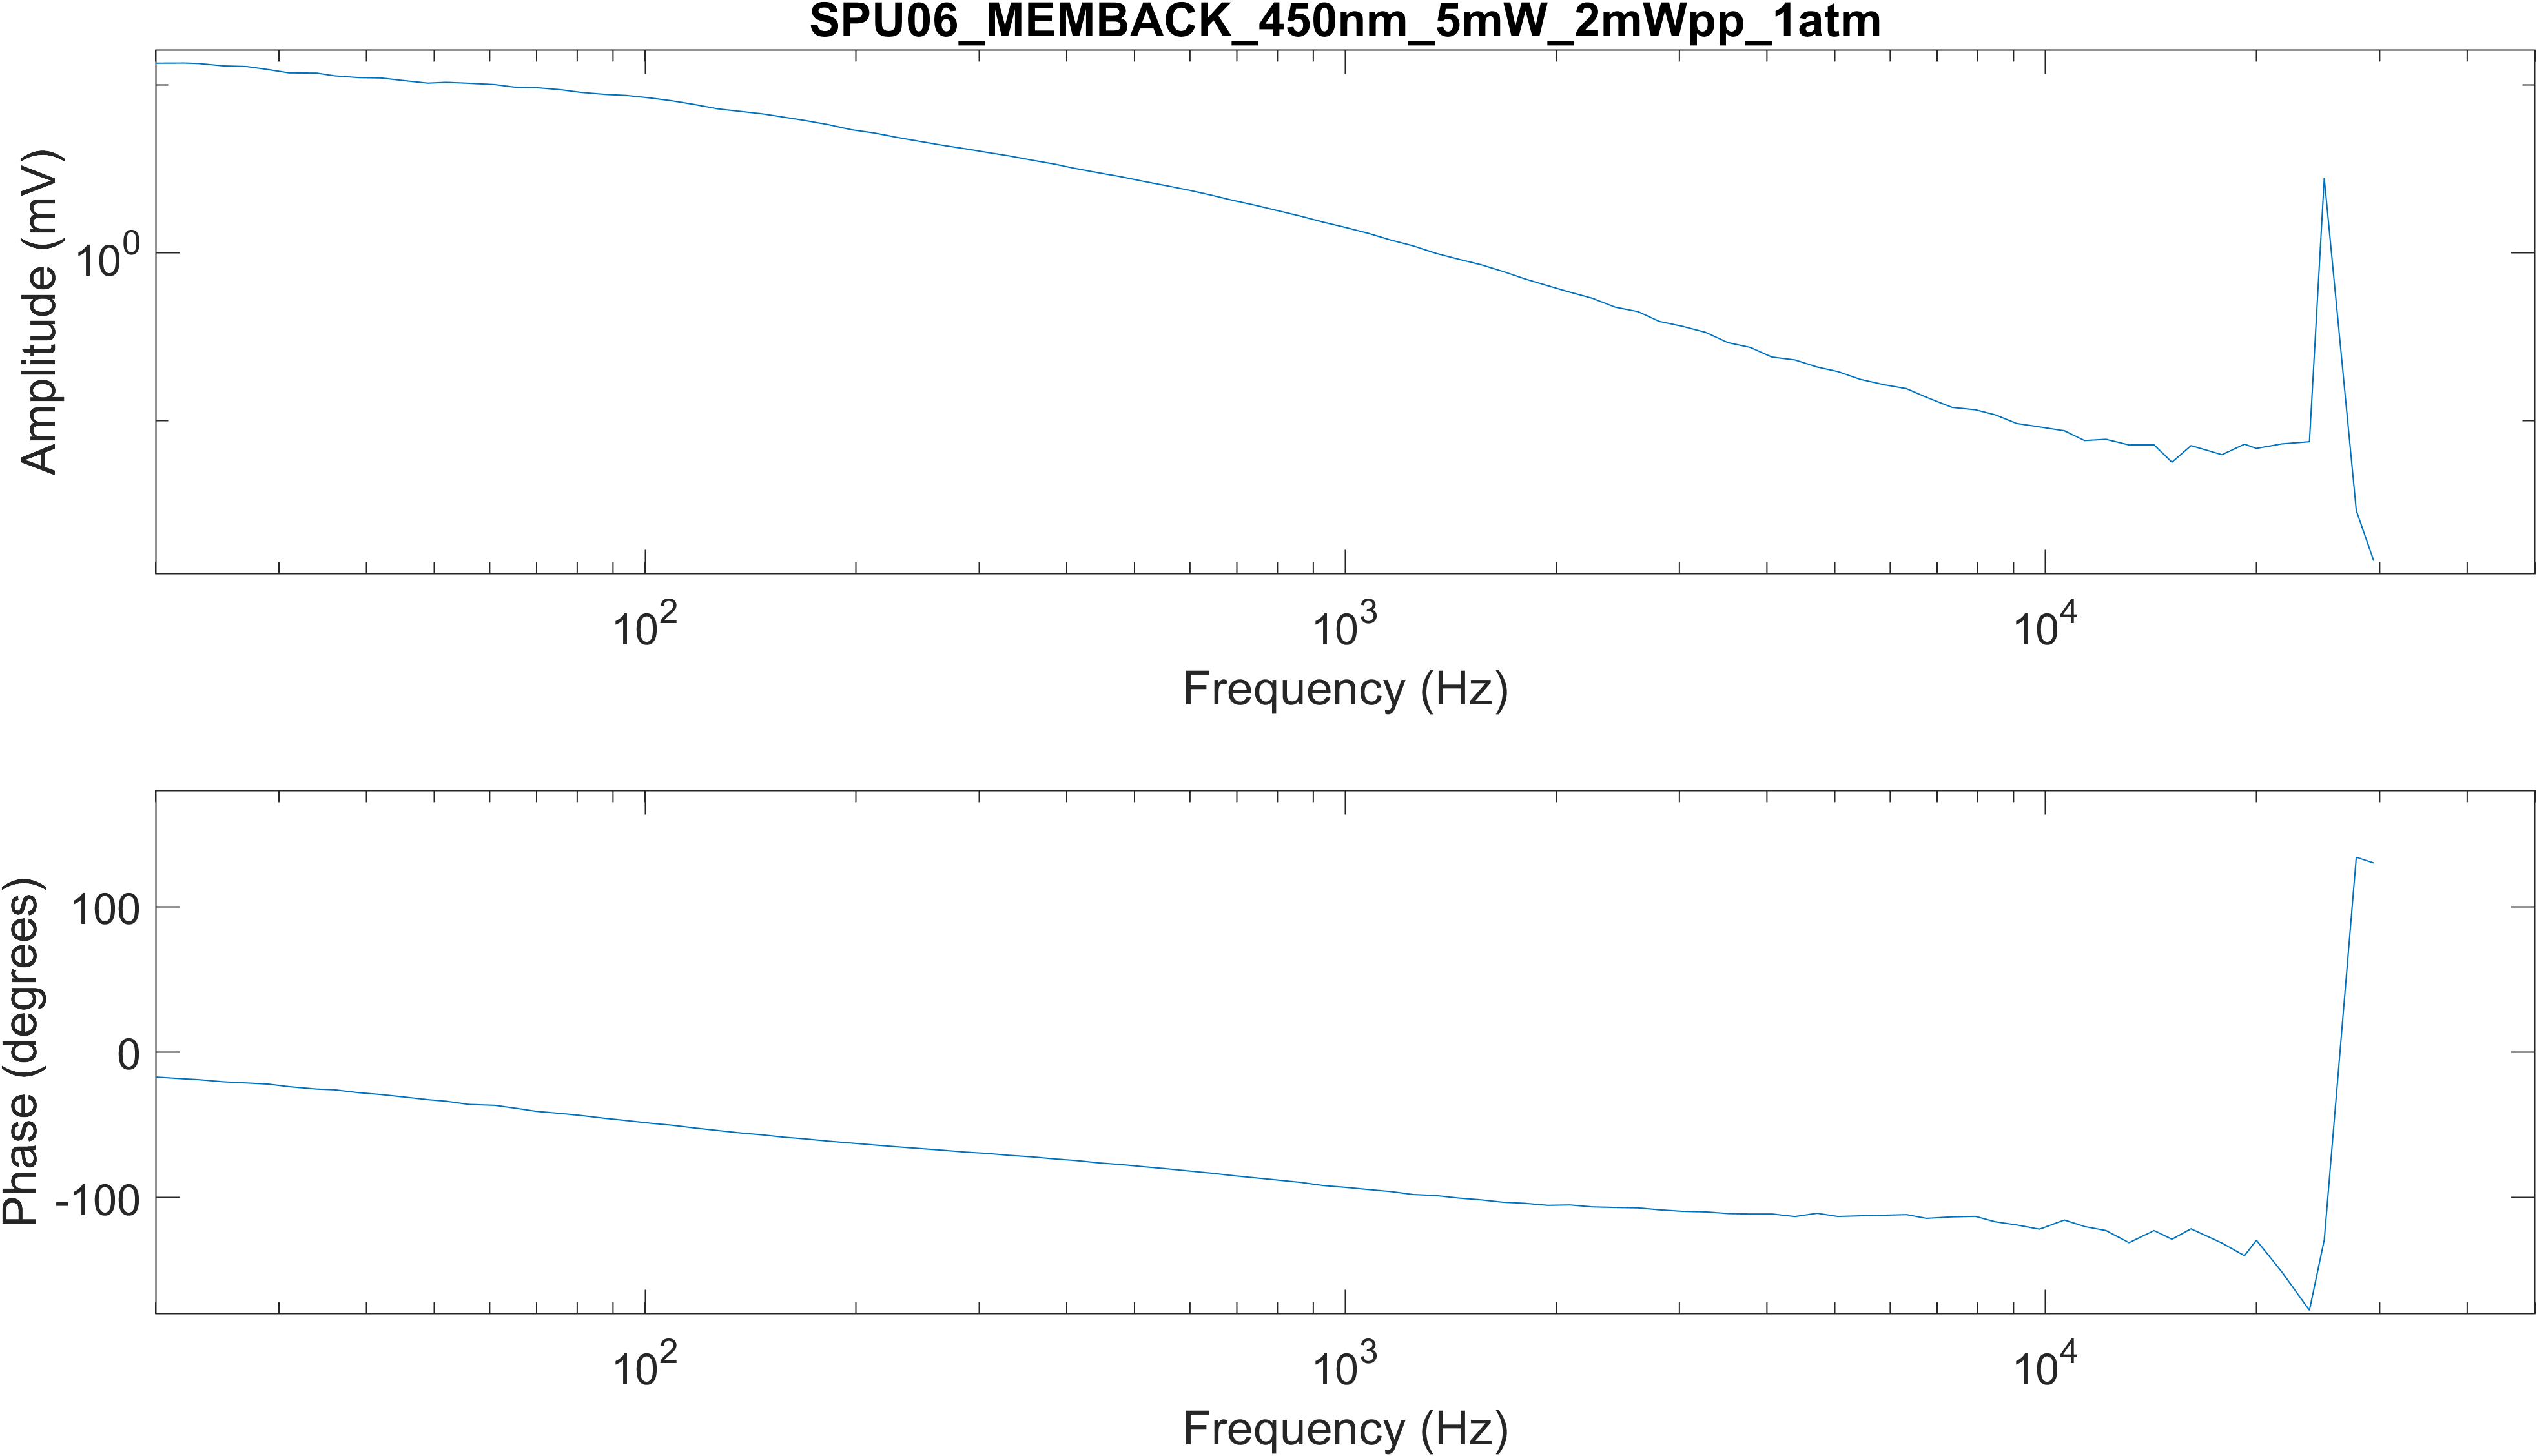 SPU06_MEMBACK_450nm_5mW_2mWpp_1atm
Amplitude (mV)
10^0
10^2 10^3 10^4
Frequency (Hz)
Phase (degrees)
100
0
-100
10^2 10^3 10^4
Frequency (Hz)